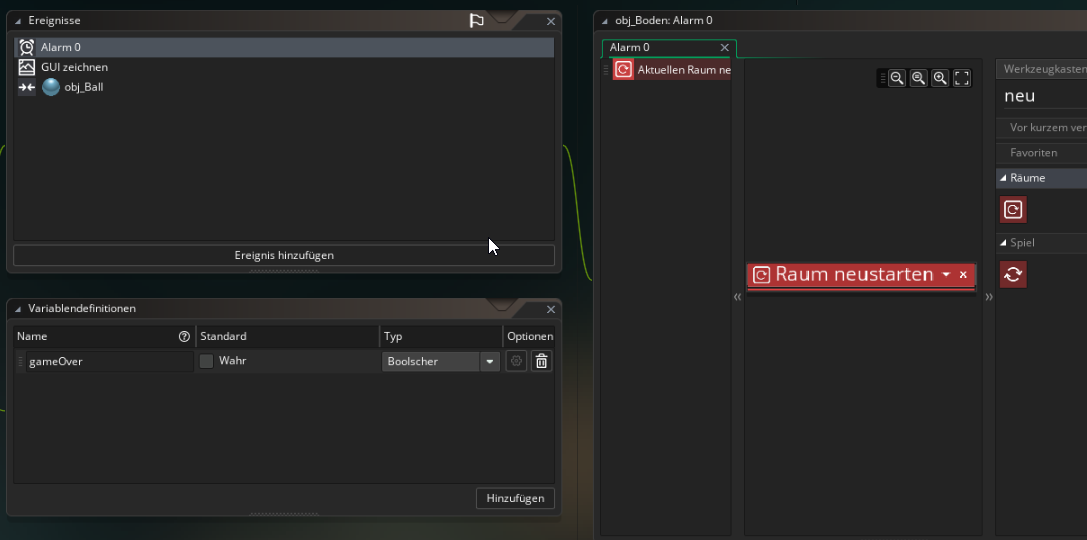 Ereignisse
Alarm 0
GUI zeichnen
obj_Ball
Ereignis hinzufügen
Variablendefinitionen
Name Standard Typ Optionen
gameOver Wahr Boolscher
Hinzufügen
obj_Boden: Alarm 0
Alarm 0
Aktuellen Raum ne
Raum neustarten
Werkzeugkasten
neu
Vor kurzem ver
Favoriten
Räume
Spiel